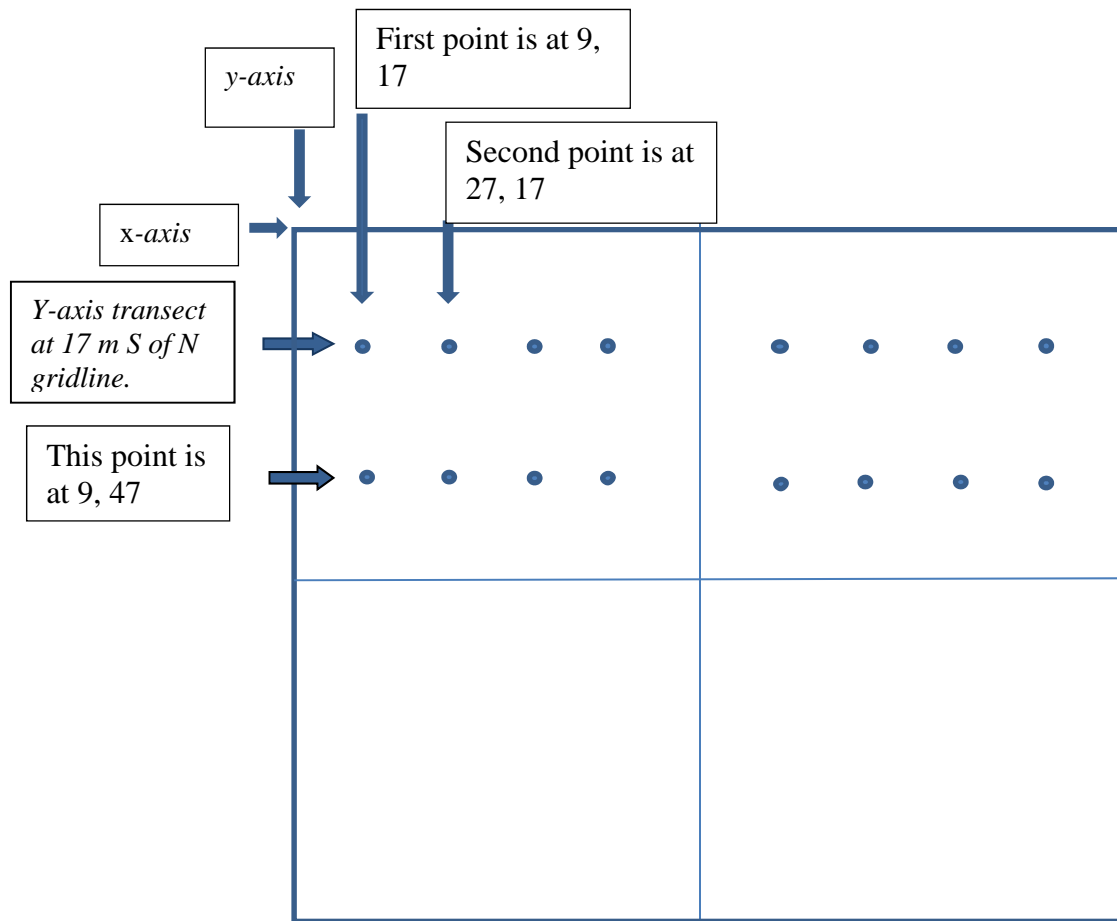 First point is at 9,
17
y-axis
Second point is at
27, 17
x-axis
Y-axis transect
at 17 m S of N
gridline.
This point is
at 9, 47